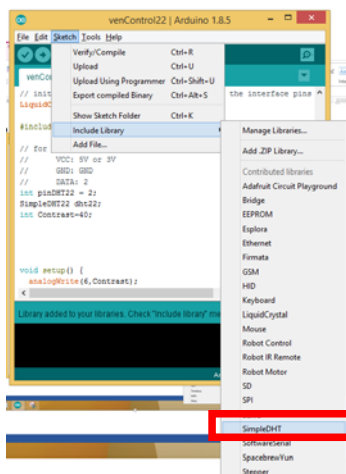 venControl22 | Arduino 1.8.5
File Edit Sketch Tools Help
Verify/Compile Ctrl+R
Upload Ctrl+U
Upload Using Programmer Ctrl+Shift+U
Export compiled Binary Ctrl+Alt+S
Show Sketch Folder Ctrl+K
Include Library
Add File...
venCo
// init
the interface pins
LiquidC
#includ
// for
// VCC: 5V or 3V
// GND: GND
// DATA: 2
int pinDHT22 = 2;
SimpleDHT22 dht22;
int Contrast=40;
void setup() {
analogWrite(6,Contrast);
Library added to your libraries. Check "Include library" me
Manage Libraries...
Add .ZIP Library...
Contributed libraries
Adafruit Circuit Playground
Bridge
EEPROM
Esplora
Ethernet
Firmata
GSM
HID
Keyboard
LiquidCrystal
Mouse
Robot Control
Robot IR Remote
Robot Motor
SD
SPI
SimpleDHT
SoftwareSerial
SpacebrewYun
Stepper